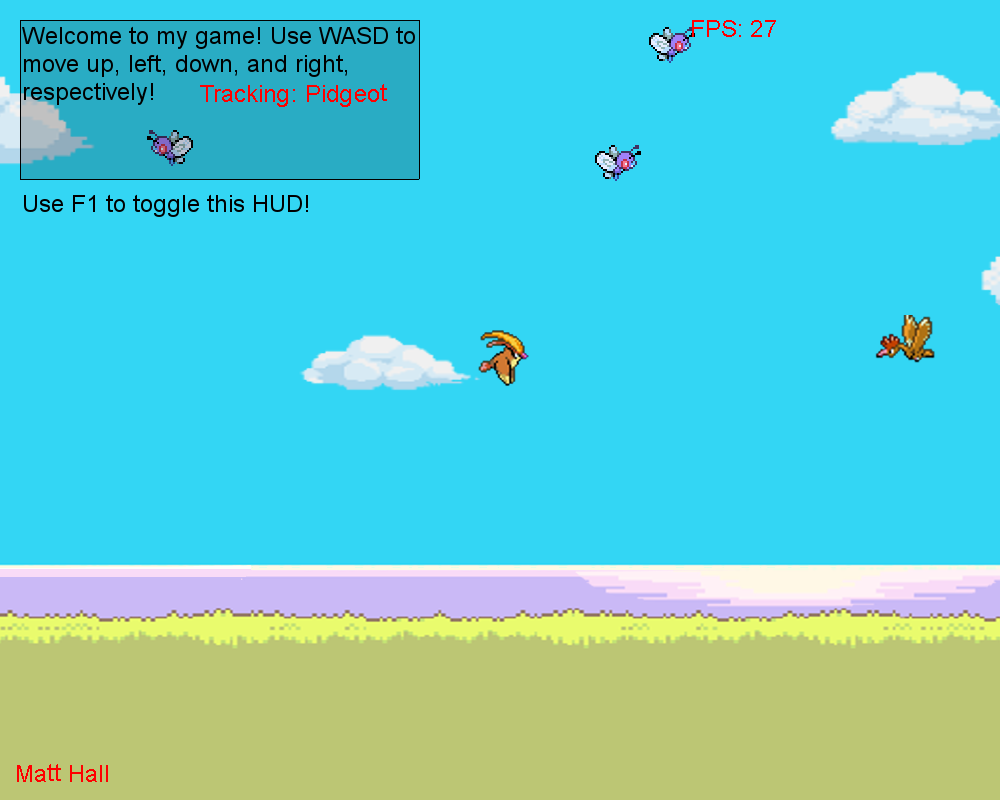 Welcome to my game! Use WASD to
move up, left, down, and right,
respectively!
Tracking: Pidgeot
Use F1 to toggle this HUD!
FPS: 27
Matt Hall